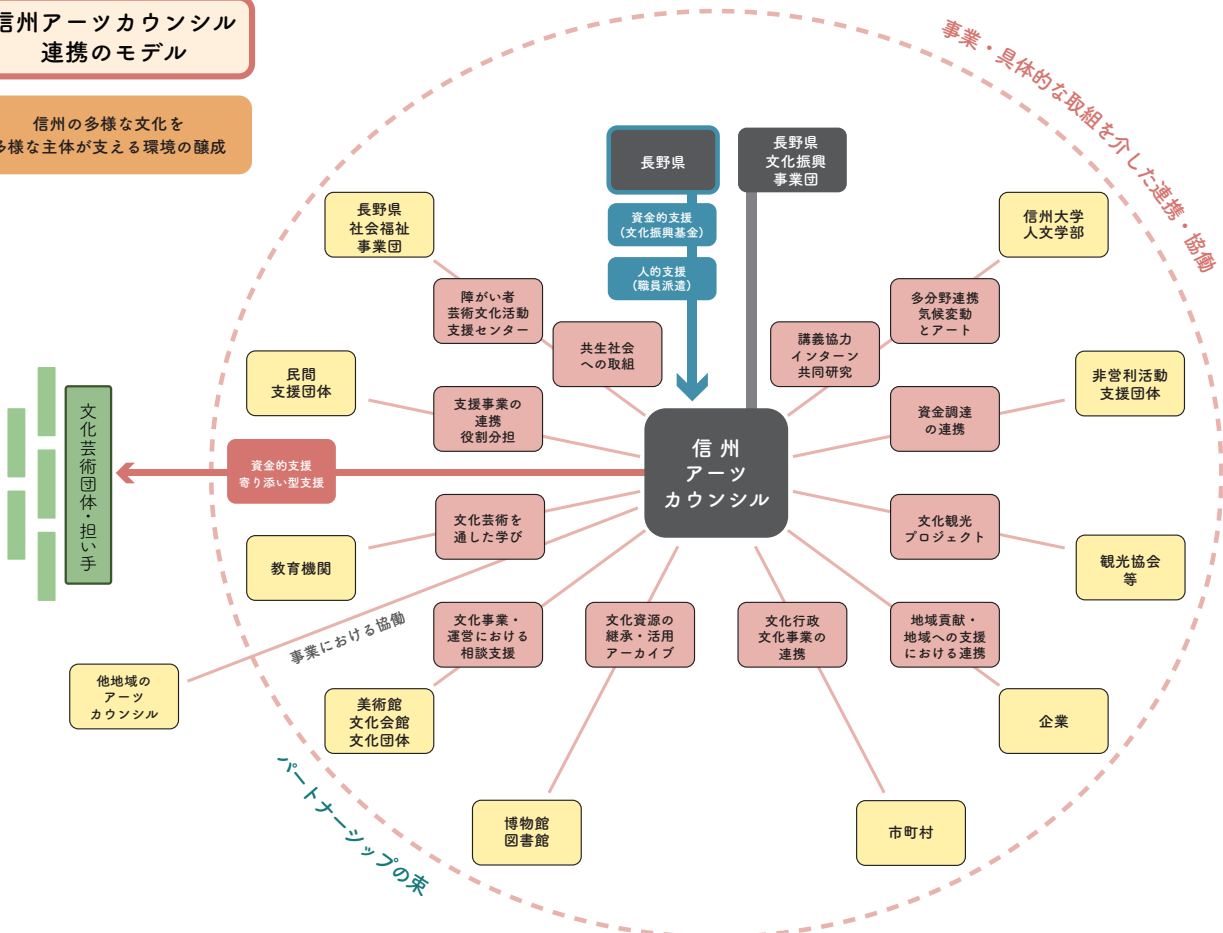 信州アーツカウンシル
連携のモデル
信州の多様な文化を
多様な主体が支える環境の醸成
事業・具体的な取組を介した連携・協働
長野県
長野県
文化振興
事業団
資金的支援
（文化振興基金）
人的支援
（職員派遣）
長野県
社会福祉
事業団
信州大学
人文学部
障がい者
芸術文化活動
支援センター
共生社会
への取組
講義協力
インターン
共同研究
多分野連携
気候変動
とアート
民間
支援団体
支援事業の
連携
役割分担
資金調達
の連携
非営利活動
支援団体
文化芸術団体・担い手
資金的支援
寄り添い型支援
信州
アーツ
カウンシル
教育機関
文化芸術を
通した学び
文化観光
プロジェクト
観光協会
等
事業における協働
他地域の
アーツ
カウンシル
文化事業・
運営における
相談支援
文化資源の
継承・活用
アーカイブ
文化行政
文化事業の
連携
地域貢献・
地域への支援
における連携
美術館
文化会館
文化団体
企業
パートナーシップの束
博物館
図書館
市町村